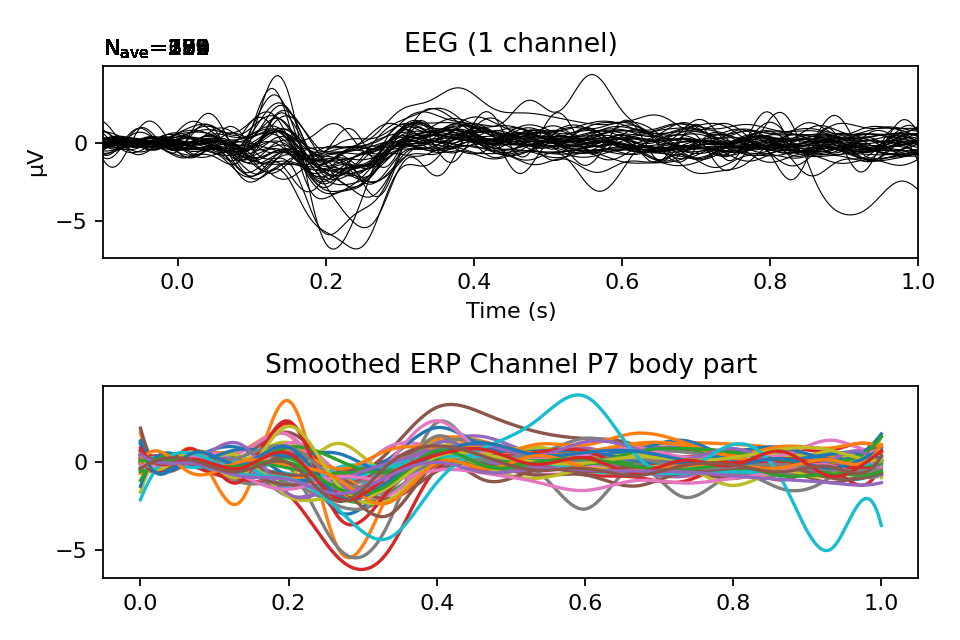 N_ave=
EEG (1 channel)
0
−5
µV
0.0 0.2 0.4 0.6 0.8 1.0
Time (s)
Smoothed ERP Channel P7 body part
0
−5
0.0 0.2 0.4 0.6 0.8 1.0